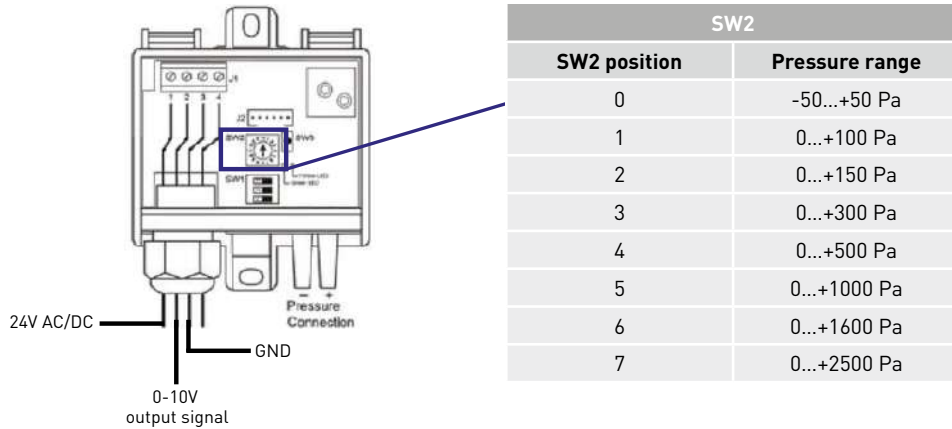 J1
1 2 3 4
J2
SW2
SW3
SW1
Pressure
Connection
24V AC/DC
GND
0-10V
output signal
SW2
SW2 position Pressure range
0 -50...+50 Pa
1 0...+100 Pa
2 0...+150 Pa
3 0...+300 Pa
4 0...+500 Pa
5 0...+1000 Pa
6 0...+1600 Pa
7 0...+2500 Pa